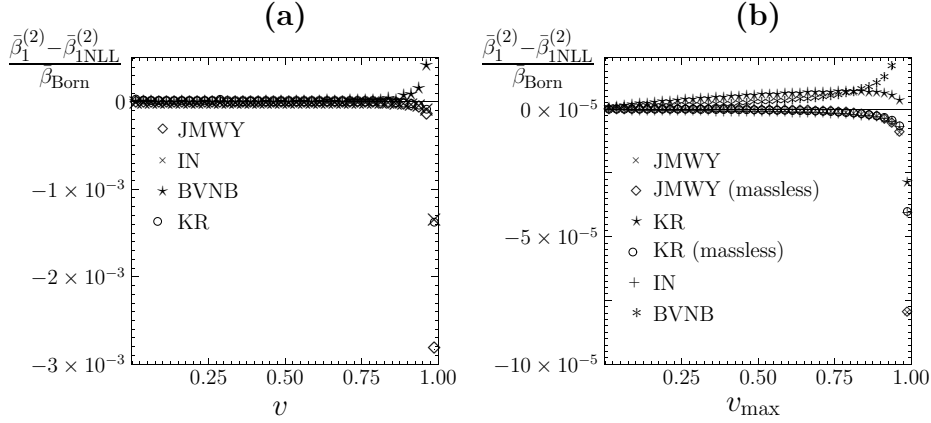 (a)
β̄₁⁽²⁾−β̄₁NLL⁽²⁾
β̄Born
0
−1 × 10⁻³
−2 × 10⁻³
−3 × 10⁻³
JMWY
IN
BVNB
KR
0.25 0.50 0.75 1.00
v
(b)
β̄₁⁽²⁾−β̄₁NLL⁽²⁾
β̄Born
0 × 10⁻⁵
−5 × 10⁻⁵
−10 × 10⁻⁵
JMWY
JMWY (massless)
KR
KR (massless)
IN
BVNB
0.25 0.50 0.75 1.00
vmax